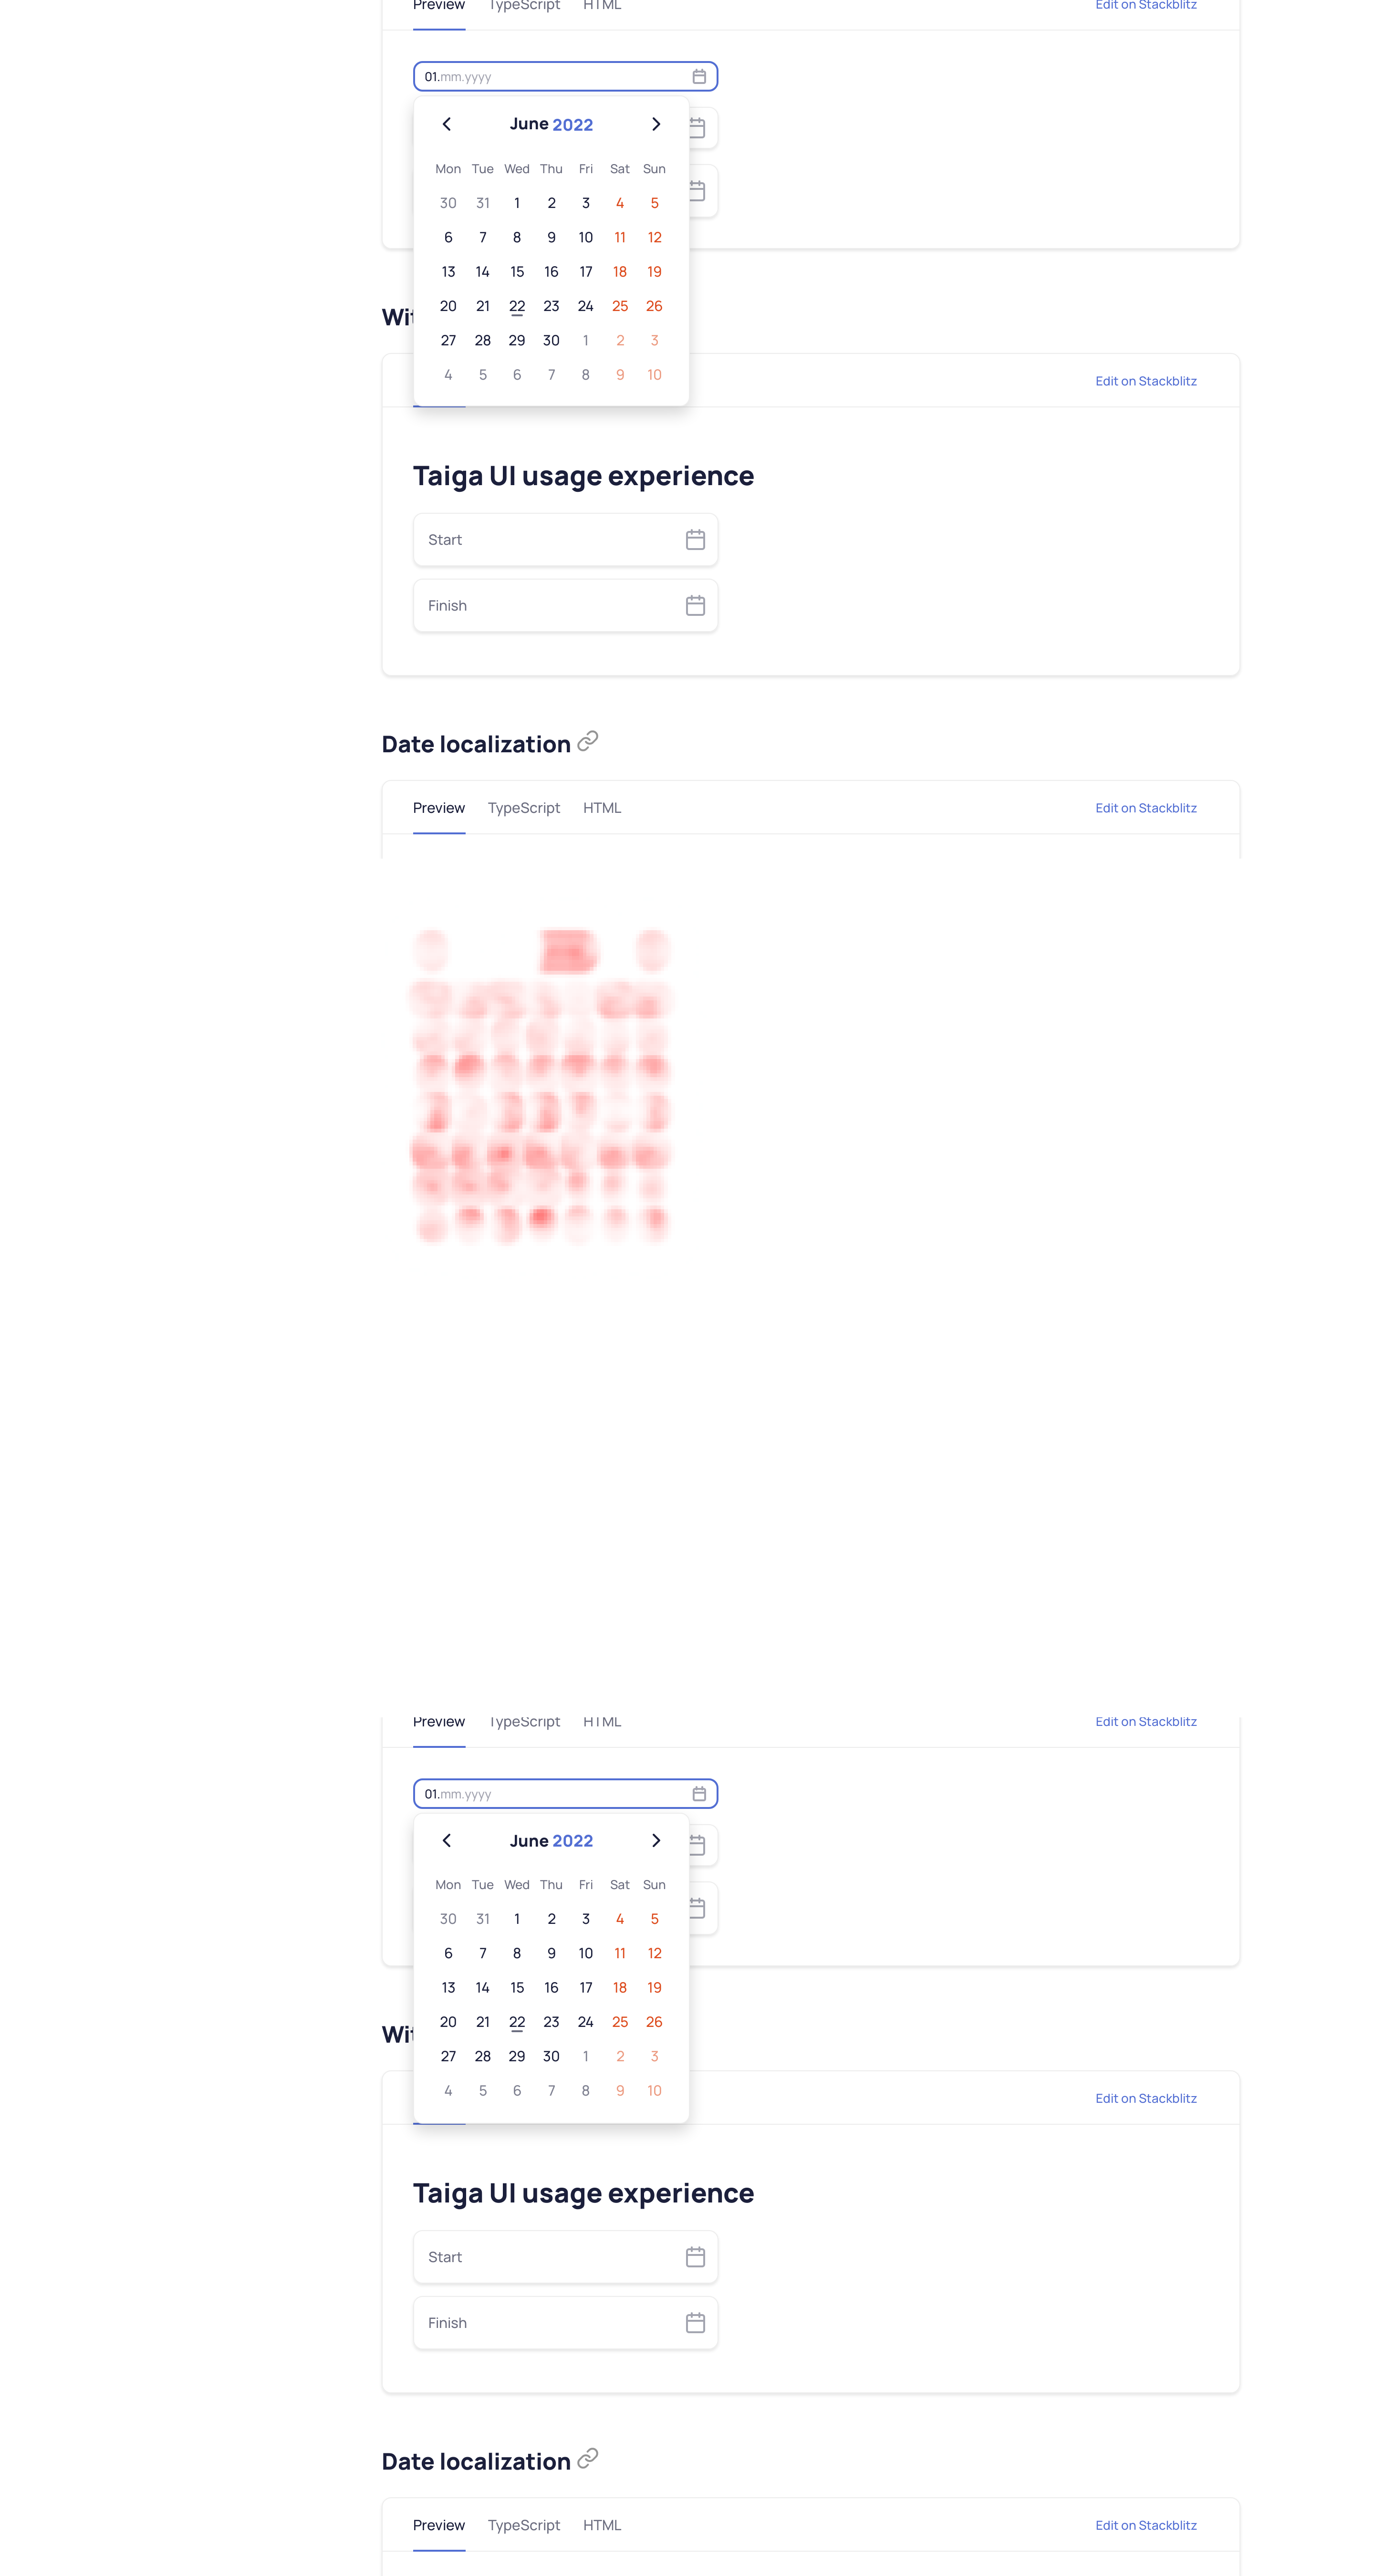 Preview TypeScript HTML Edit on Stackblitz
01.mm.yyyy
June 2022
Mon Tue Wed Thu Fri Sat Sun
30 31 1 2 3 4 5
6 7 8 9 10 11 12
13 14 15 16 17 18 19
20 21 22 23 24 25 26
27 28 29 30 1 2 3
4 5 6 7 8 9 10
Edit on Stackblitz
Taiga UI usage experience
Start
Finish
Date localization
Preview TypeScript HTML Edit on Stackblitz
Preview TypeScript HTML Edit on Stackblitz
01.mm.yyyy
June 2022
Mon Tue Wed Thu Fri Sat Sun
30 31 1 2 3 4 5
6 7 8 9 10 11 12
13 14 15 16 17 18 19
20 21 22 23 24 25 26
27 28 29 30 1 2 3
4 5 6 7 8 9 10
Edit on Stackblitz
Taiga UI usage experience
Start
Finish
Date localization
Preview TypeScript HTML Edit on Stackblitz